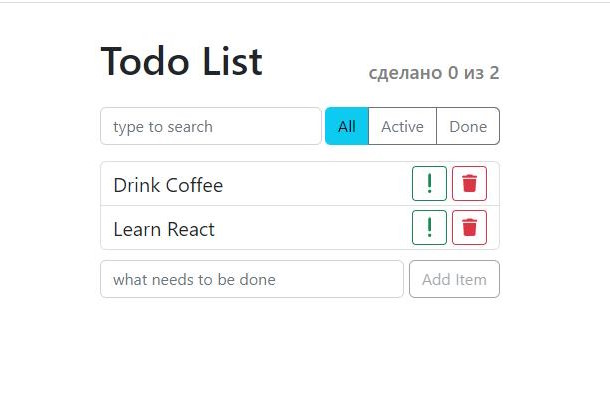 Todo List
сделано 0 из 2
type to search
All Active Done
Drink Coffee
Learn React
what needs to be done
Add Item